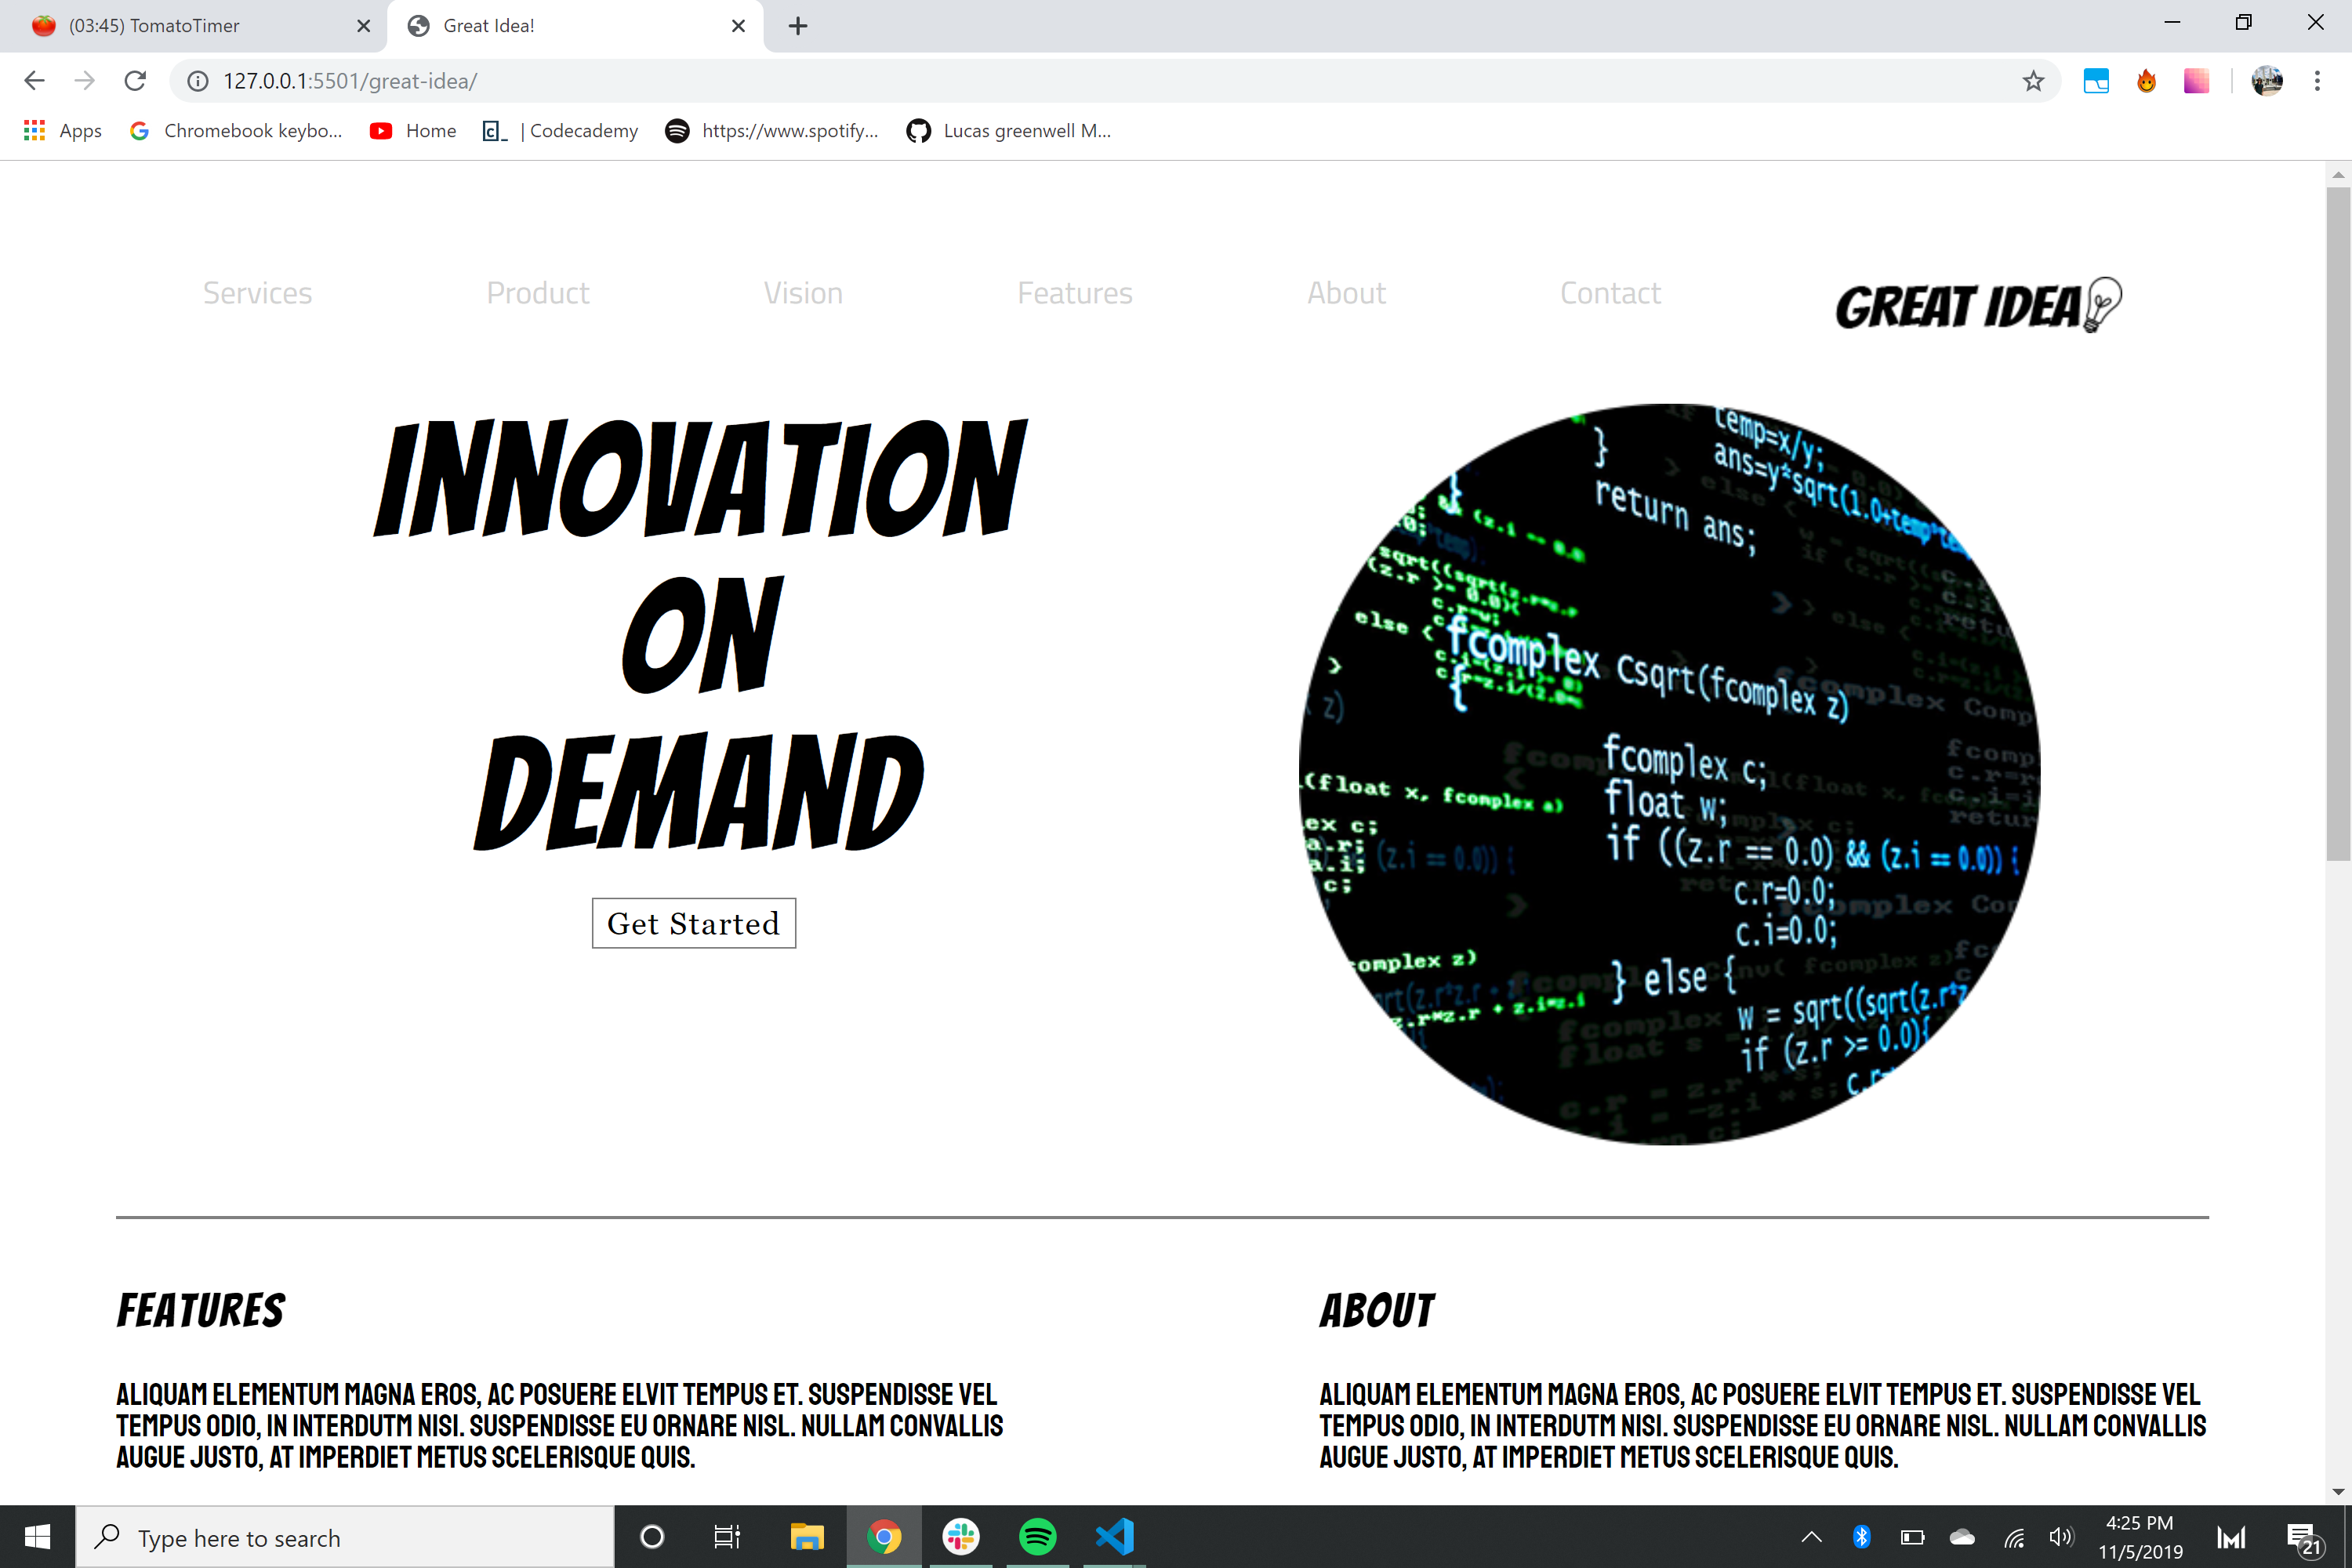 (03:45) TomatoTimer
Great Idea!
127.0.0.1:5501/great-idea/
Apps
Chromebook keybo...
Home
| Codecademy
https://www.spotify...
Lucas greenwell M...
Services
Product
Vision
Features
About
Contact
GREAT IDEA
INNOVATION
ON
DEMAND
Get Started
temp=x/y;
}
ans=y*sqrt(1.0+temp*te
return ans;
fcomplex Csqrt(fcomplex z)
{
fcomplex c;
float w;
if ((z.r == 0.0) && (z.i == 0.0)) {
c.r=0.0;
c.i=0.0;
} else {
w = sqrt((sqrt(z.r*z
if (z.r >= 0.0){
(float x, fcomplex a)
complex z)
z.r*z.r + z.i*z.i
FEATURES
ALIQUAM ELEMENTUM MAGNA EROS, AC POSUERE ELVIT TEMPUS ET. SUSPENDISSE VEL
TEMPUS ODIO, IN INTERDUTM NISI. SUSPENDISSE EU ORNARE NISL. NULLAM CONVALLIS
AUGUE JUSTO, AT IMPERDIET METUS SCELERISQUE QUIS.
ABOUT
ALIQUAM ELEMENTUM MAGNA EROS, AC POSUERE ELVIT TEMPUS ET. SUSPENDISSE VEL
TEMPUS ODIO, IN INTERDUTM NISI. SUSPENDISSE EU ORNARE NISL. NULLAM CONVALLIS
AUGUE JUSTO, AT IMPERDIET METUS SCELERISQUE QUIS.
Type here to search
4:25 PM
11/5/2019
21